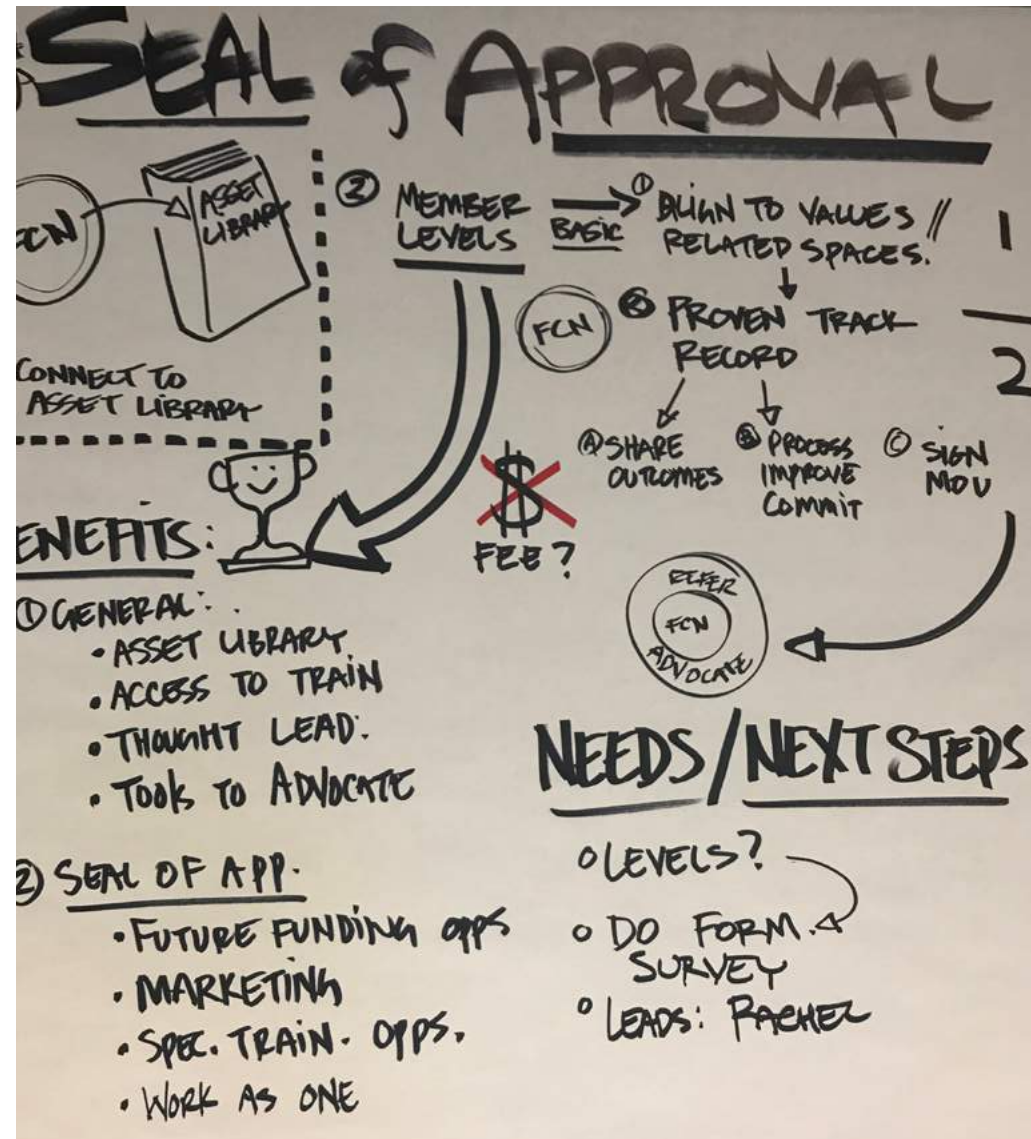 SEAL of APPROVAL
FCN
ASSET
LIBRARY
CONNECT TO
ASSET LIBRARY
② MEMBER
LEVELS
BASIC
① ALIGN TO VALUES //
RELATED SPACES.
FCN
② PROVEN TRACK
RECORD
Ⓐ SHARE
OUTCOMES
Ⓑ PROCESS
IMPROVE
COMMIT
Ⓒ SIGN
MOU
1
2
$
FEE?
REFER
FCN
ADVOCATE
ENEFITS:
① GENERAL:
• ASSET LIBRARY
• ACCESS TO TRAIN
• THOUGHT LEAD.
• TOOLS TO ADVOCATE
2) SEAL OF APP.
• FUTURE FUNDING OPPS
• MARKETING
• SPEC. TRAIN. OPPS.
• WORK AS ONE
NEEDS/NEXT STEPS
○ LEVELS?
○ DO FORM.
SURVEY
○ LEADS: RACHEL